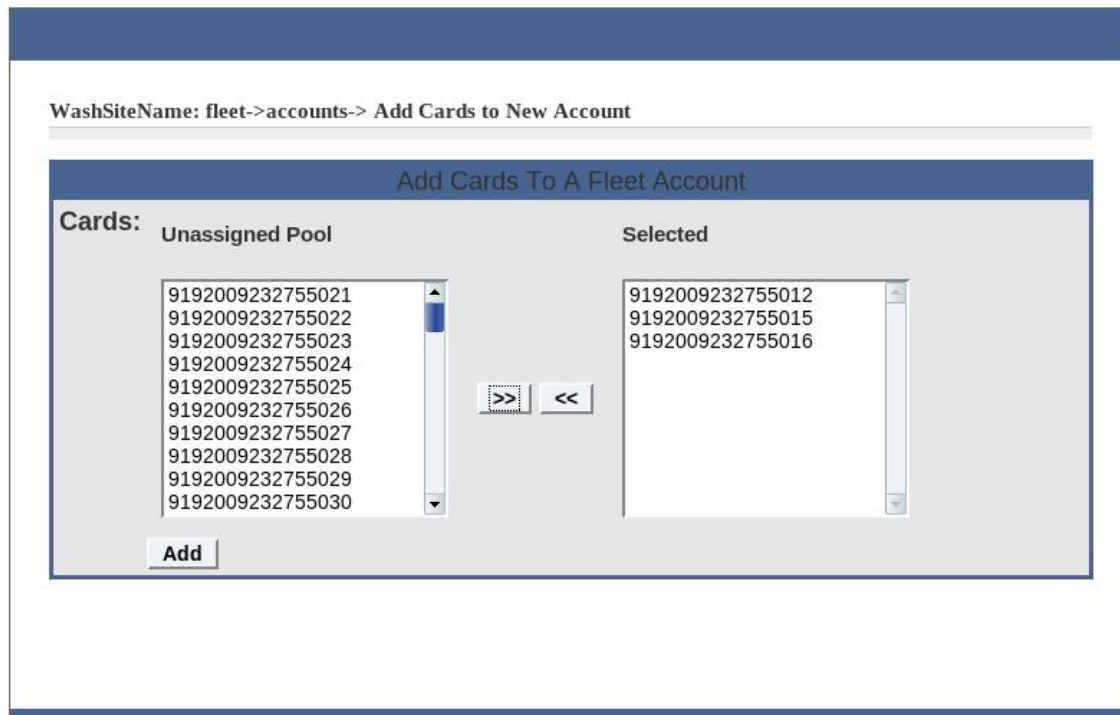 WashSiteName: fleet->accounts-> Add Cards to New Account
Add Cards To A Fleet Account
Cards:
Unassigned Pool
9192009232755021
9192009232755022
9192009232755023
9192009232755024
9192009232755025
9192009232755026
9192009232755027
9192009232755028
9192009232755029
9192009232755030
>> <<
Selected
9192009232755012
9192009232755015
9192009232755016
Add